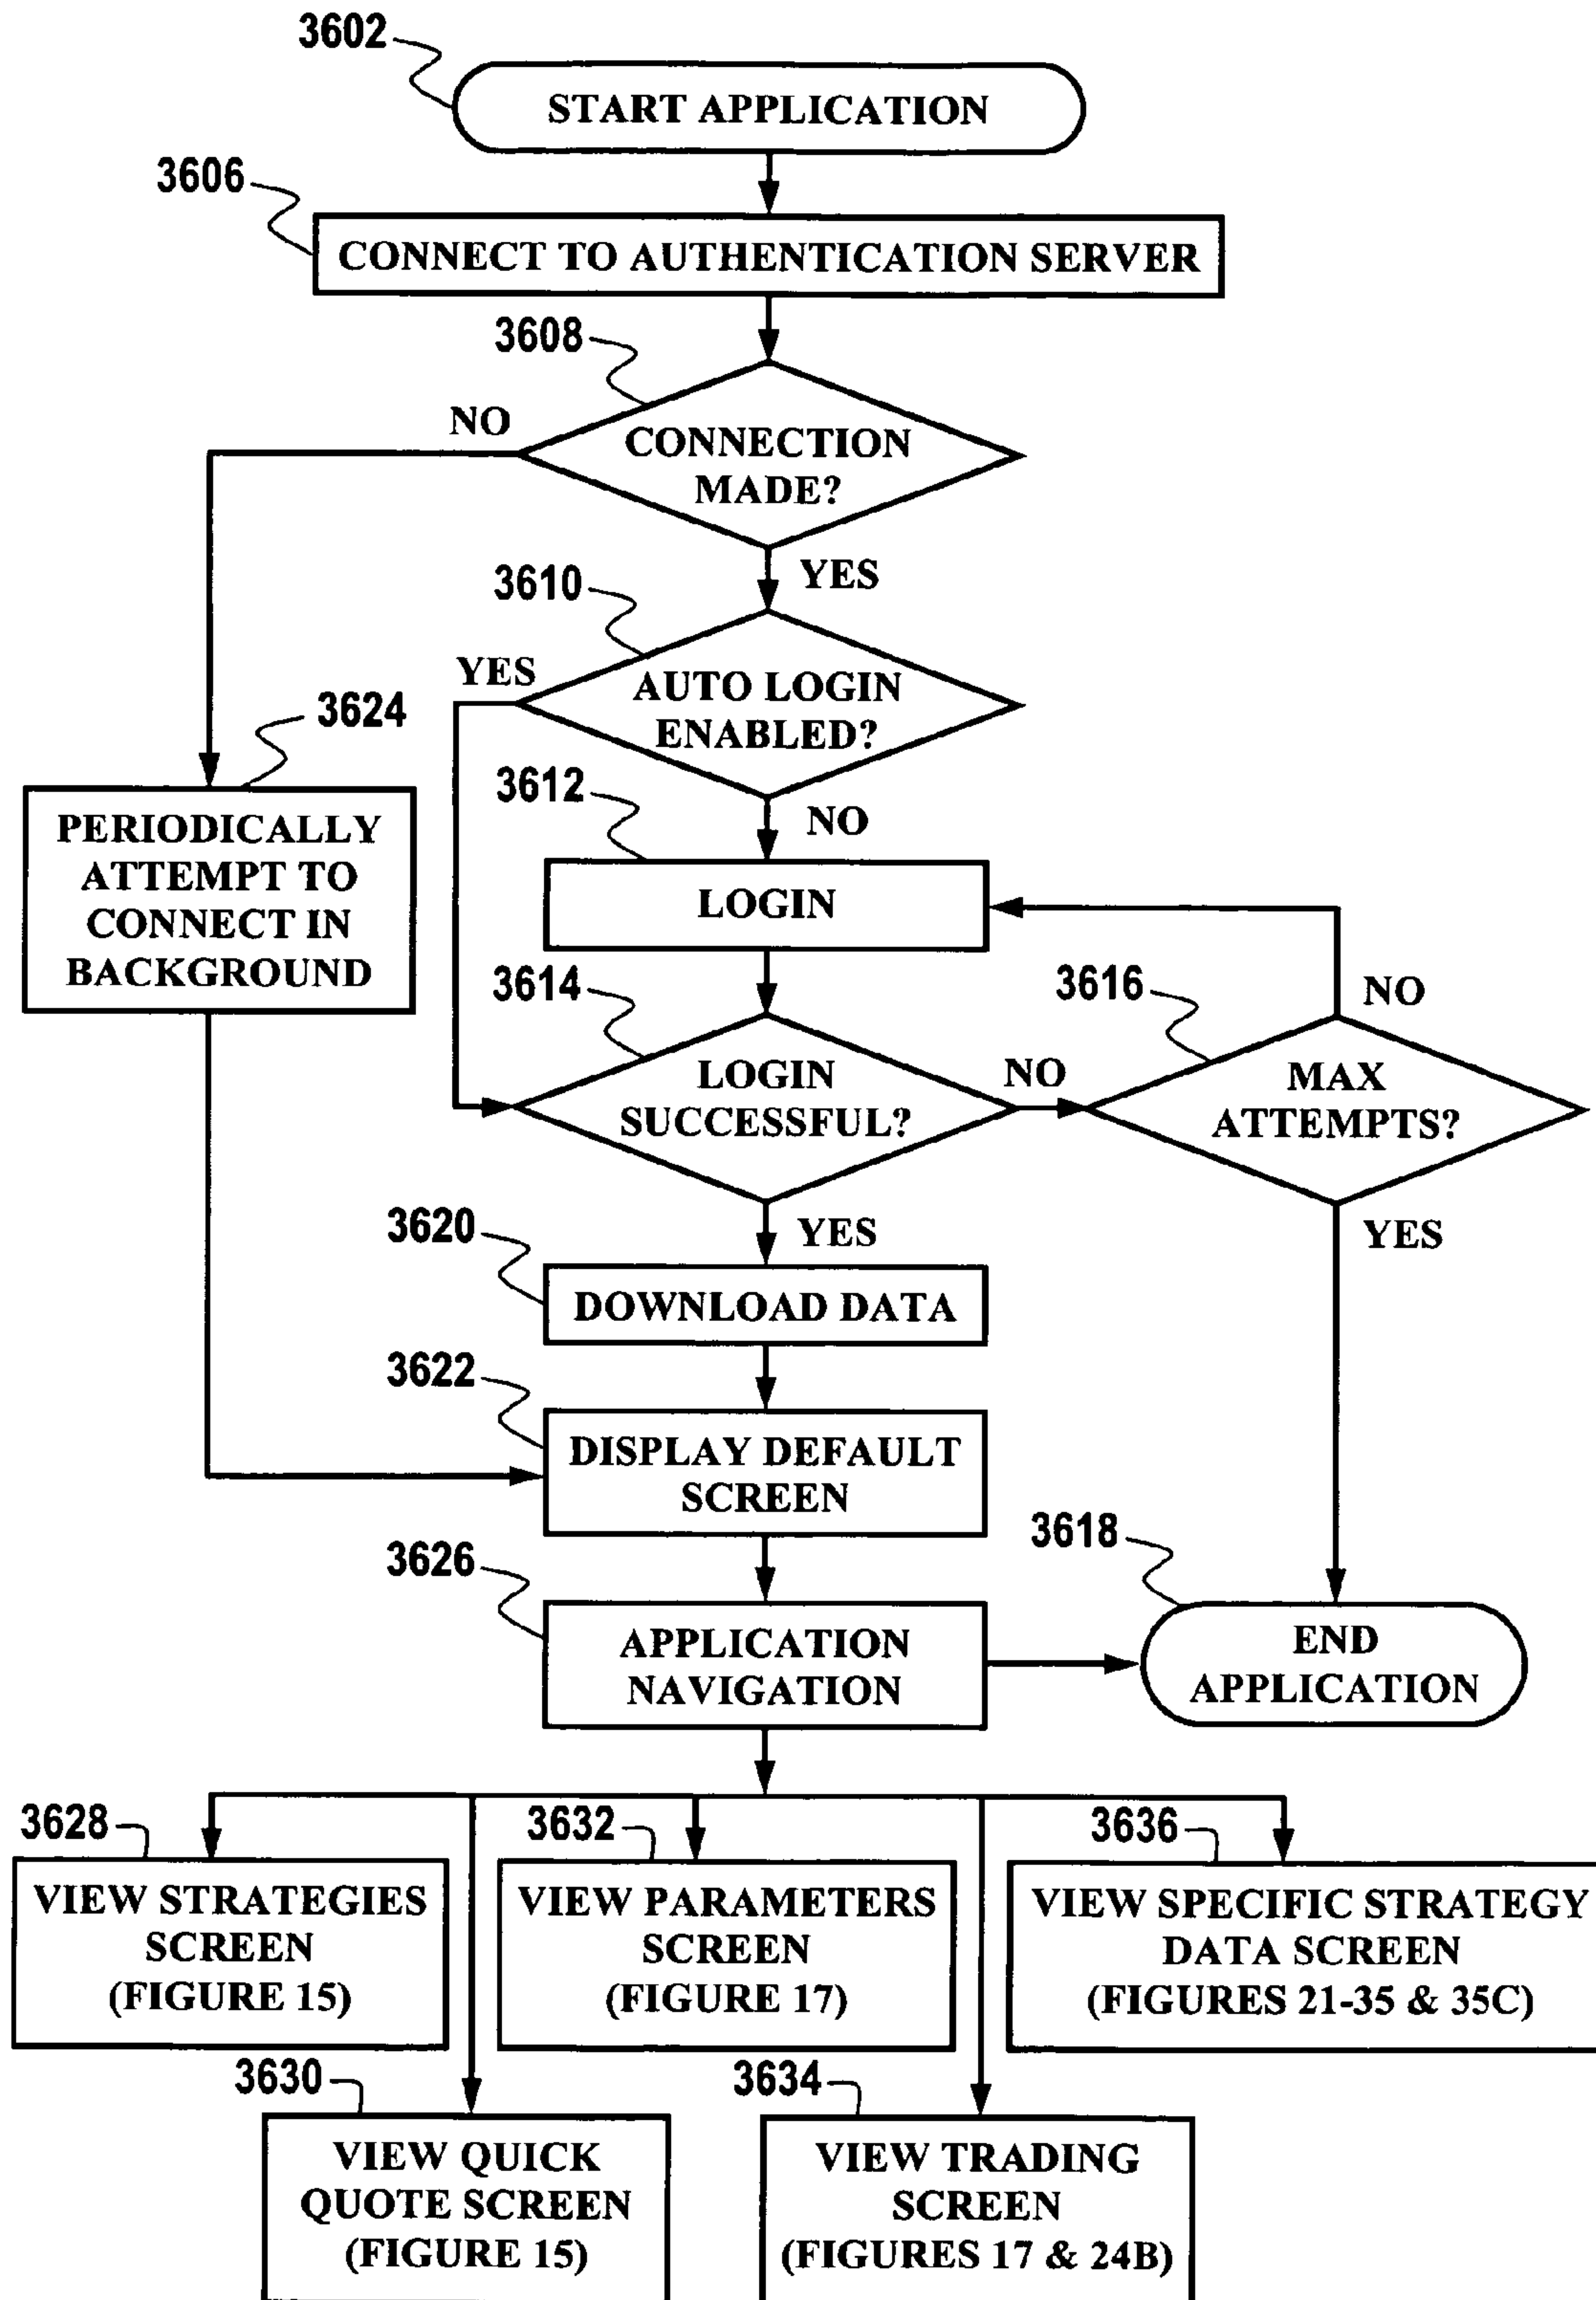 3602
START APPLICATION
3606
CONNECT TO AUTHENTICATION SERVER
3608
NO
CONNECTION
MADE?
YES
3610
YES
AUTO LOGIN
ENABLED?
3624
PERIODICALLY
ATTEMPT TO
CONNECT IN
BACKGROUND
3612
NO
LOGIN
3614
LOGIN
SUCCESSFUL?
NO
3616
NO
MAX
ATTEMPTS?
YES
3620
YES
DOWNLOAD DATA
3622
DISPLAY DEFAULT
SCREEN
3626
APPLICATION
NAVIGATION
3618
END
APPLICATION
3628
VIEW STRATEGIES
SCREEN
(FIGURE 15)
3632
VIEW PARAMETERS
SCREEN
(FIGURE 17)
3636
VIEW SPECIFIC STRATEGY
DATA SCREEN
(FIGURES 21-35 & 35C)
3630
VIEW QUICK
QUOTE SCREEN
(FIGURE 15)
3634
VIEW TRADING
SCREEN
(FIGURES 17 & 24B)